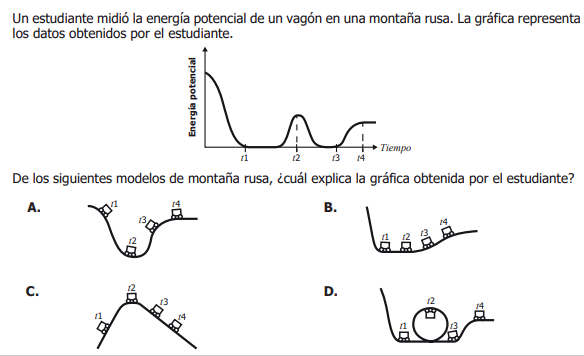 Un estudiante midió la energía potencial de un vagón en una montaña rusa. La gráfica representa
los datos obtenidos por el estudiante.
Energía potencial
t1 t2 t3 t4 Tiempo
De los siguientes modelos de montaña rusa, ¿cuál explica la gráfica obtenida por el estudiante?
A.
t1
t2
t3
t4
B.
t1
t2
t3
t4
C.
t1
t2
t3
t4
D.
t1
t2
t3
t4